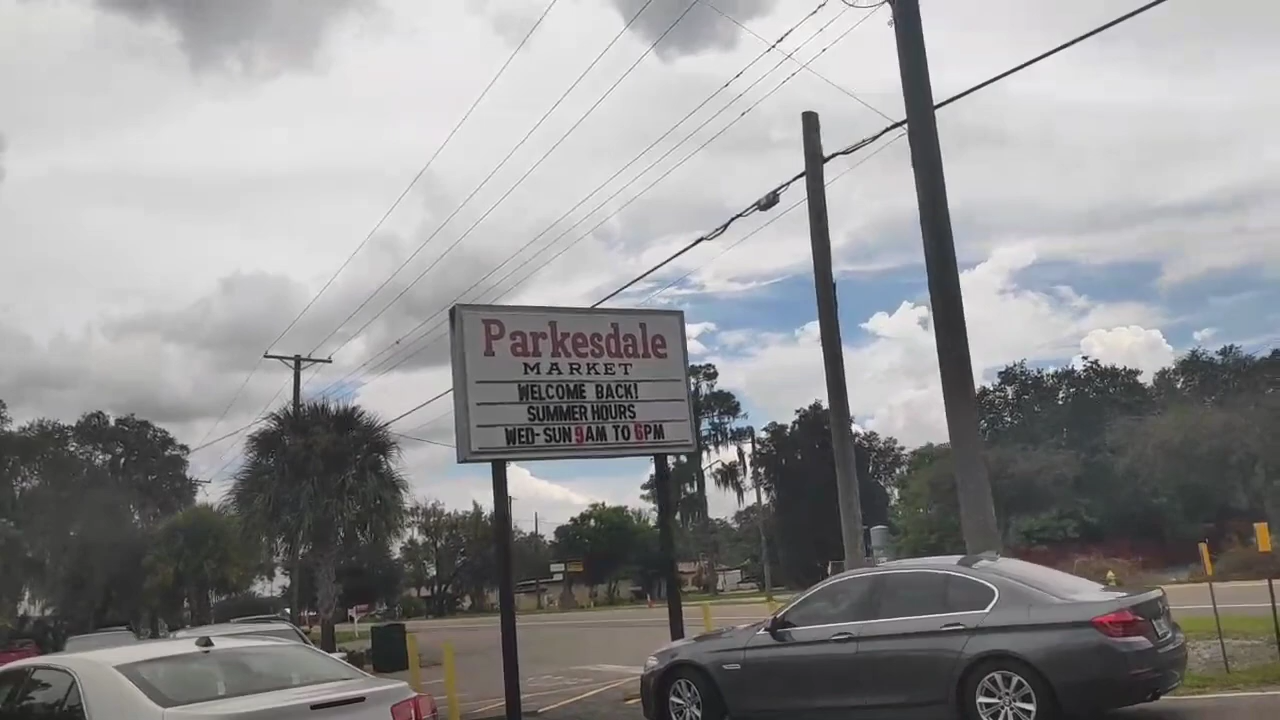 Parkesdale
MARKET
WELCOME BACK!
SUMMER HOURS
WED-SUN 9AM TO 6PM